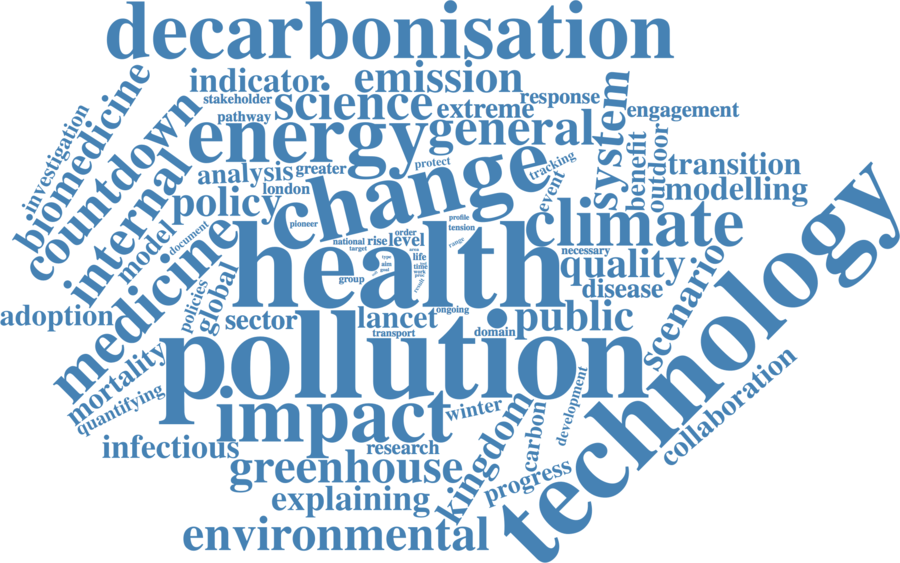 decarbonisation
indicator
emission
stakeholder
science
extreme
response
system
engagement
pathway
energy
general
biomedicine
investigation
countdown
analysis
greater
protect
tracking
benefit
outdoor
transition
internal
policy
london
change
event
modelling
model
document
pioneer
profile
tension
climate
medicine
national
rise
order
level
range
target
area
necessary
health
type
life
aim
time
goal
work
group
result
quality
disease
global
policies
adoption
sector
lancet
ongoing
public
scenario
transport
domain
technology
mortality
pollution
quantifying
impact
winter
kingdom
carbon
development
collaboration
infectious
research
greenhouse
progress
explaining
environmental